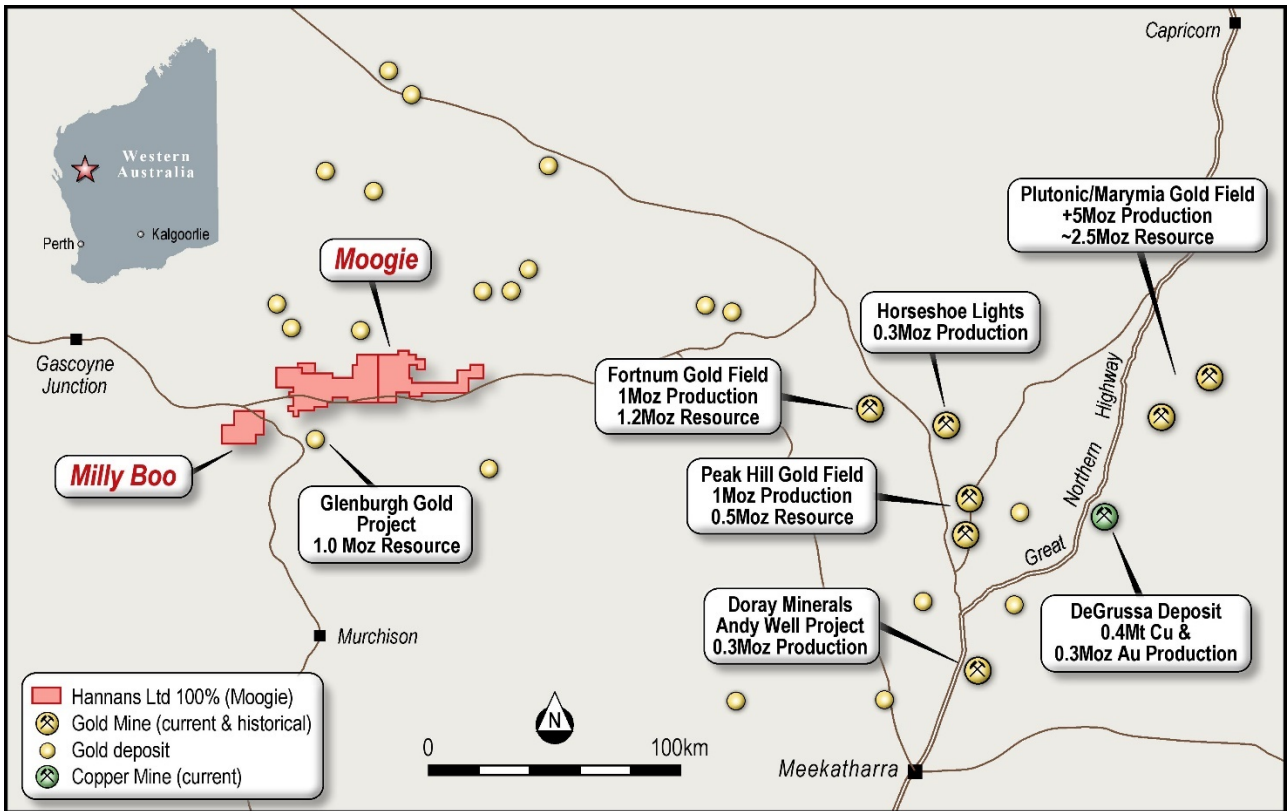 Capricorn
Western
Australia
Perth
Kalgoorlie
Plutonic/Marymia Gold Field
+5Moz Production
~2.5Moz Resource
Moogie
Horseshoe Lights
0.3Moz Production
Gascoyne
Junction
Fortnum Gold Field
1Moz Production
1.2Moz Resource
Great Northern Highway
Milly Boo
Glenburgh Gold
Project
1.0 Moz Resource
Peak Hill Gold Field
1Moz Production
0.5Moz Resource
Doray Minerals
Andy Well Project
0.3Moz Production
DeGrussa Deposit
0.4Mt Cu &
0.3Moz Au Production
Murchison
Hannans Ltd 100% (Moogie)
Gold Mine (current & historical)
Gold deposit
Copper Mine (current)
N
0 100km
Meekatharra